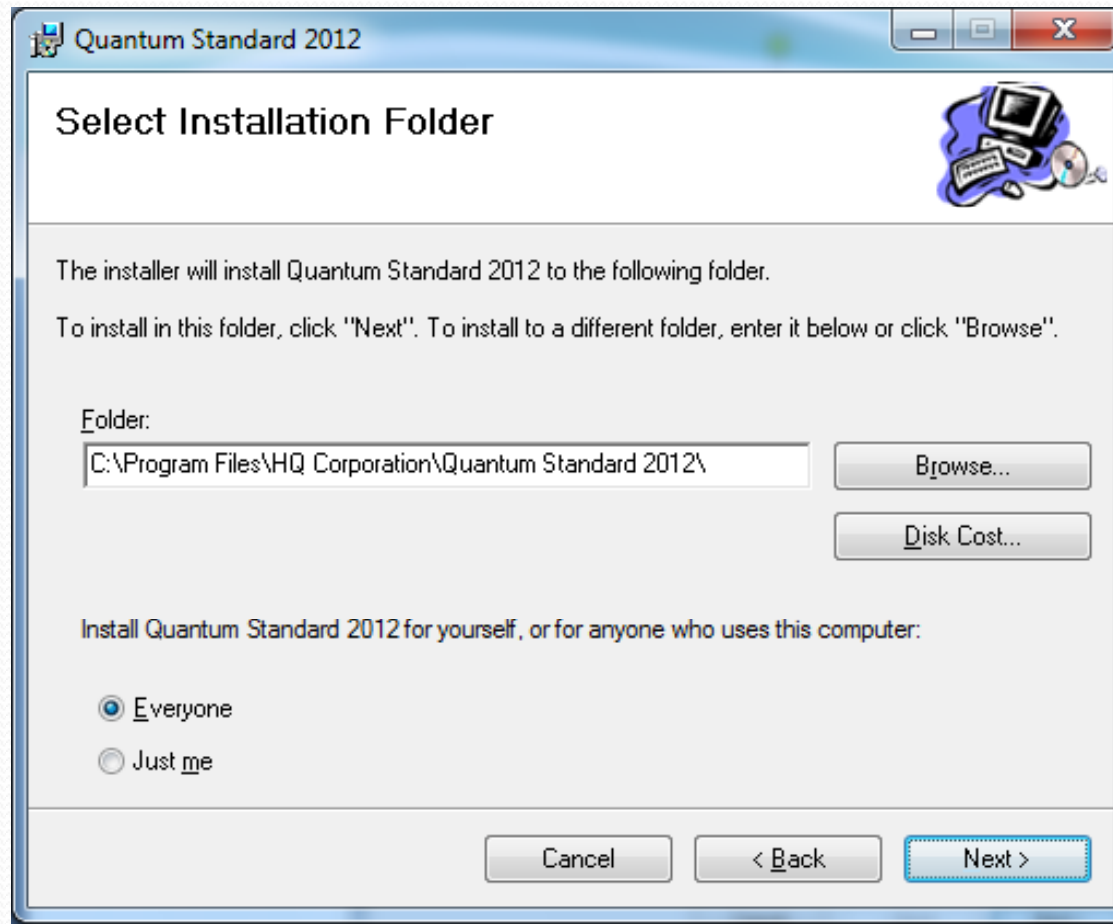 Quantum Standard 2012
Select Installation Folder
The installer will install Quantum Standard 2012 to the following folder.
To install in this folder, click "Next". To install to a different folder, enter it below or click "Browse".
Folder:
C:\Program Files\HQ Corporation\Quantum Standard 2012\
Browse...
Disk Cost...
Install Quantum Standard 2012 for yourself, or for anyone who uses this computer:
Everyone
Just me
Cancel
< Back
Next >